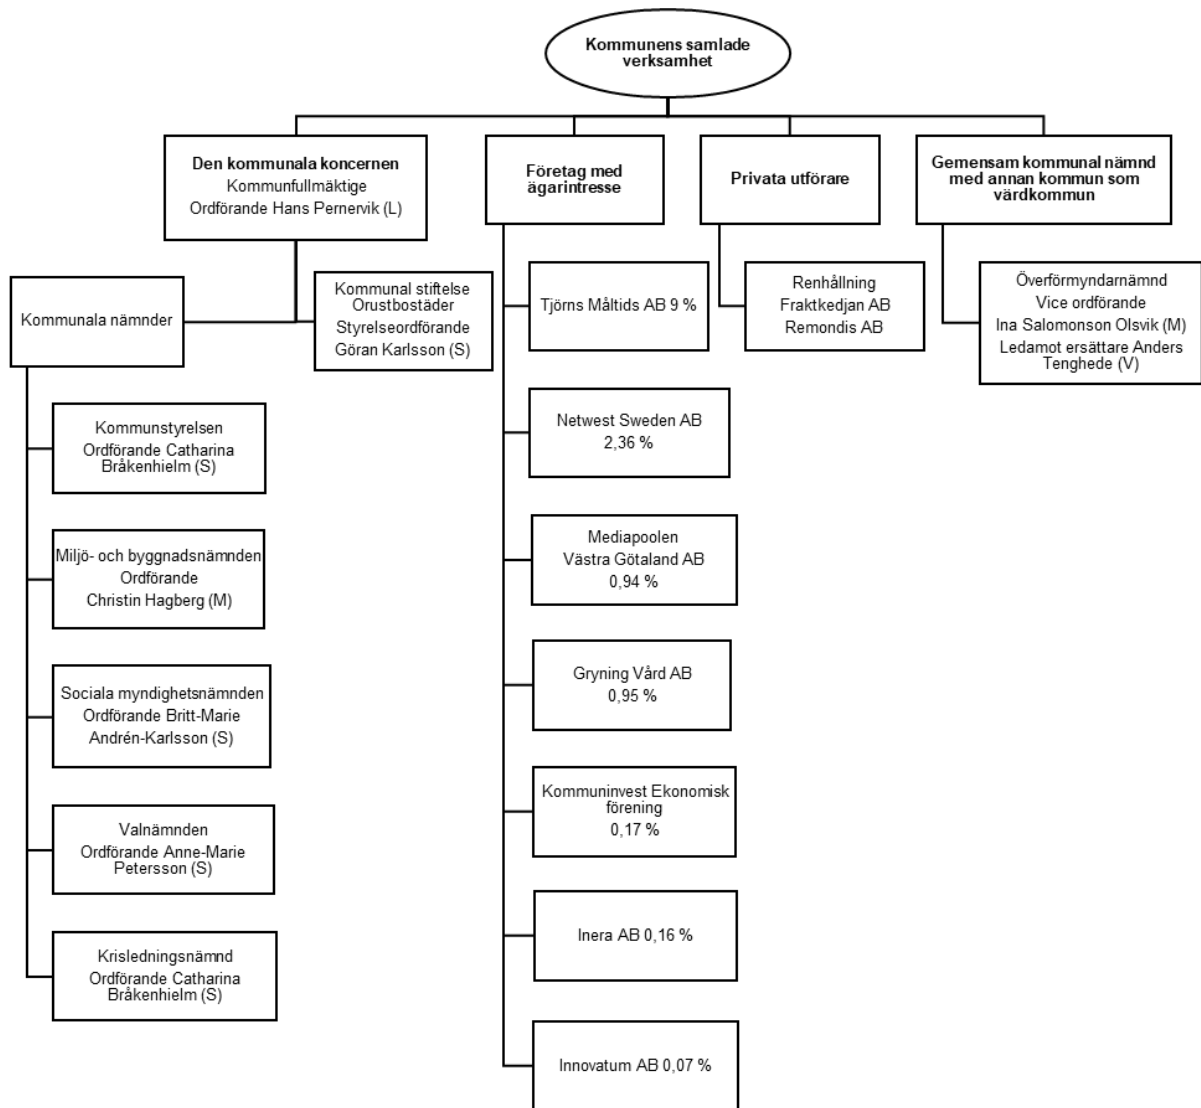 Kommunens samlade
verksamhet
Den kommunala koncernen
Kommunfullmäktige
Ordförande Hans Pernervik (L)
Företag med
ägarintresse
Privata utförare
Gemensam kommunal nämnd
med annan kommun som
värdkommun
Kommunala nämnder
Kommunal stiftelse
Orustbostäder
Styrelseordförande
Göran Karlsson (S)
Kommunstyrelsen
Ordförande Catharina
Bråkenhielm (S)
Miljö- och byggnadsnämnden
Ordförande
Christin Hagberg (M)
Sociala myndighetsnämnden
Ordförande Britt-Marie
Andrén-Karlsson (S)
Valnämnden
Ordförande Anne-Marie
Petersson (S)
Krisledningsnämnd
Ordförande Catharina
Bråkenhielm (S)
Tjörns Måltids AB 9 %
Netwest Sweden AB
2,36 %
Mediapoolen
Västra Götaland AB
0,94 %
Gryning Vård AB
0,95 %
Kommuninvest Ekonomisk
förening
0,17 %
Inera AB 0,16 %
Innovatum AB 0,07 %
Renhållning
Fraktkedjan AB
Remondis AB
Överförmyndarnämnd
Vice ordförande
Ina Salomonson Olsvik (M)
Ledamot ersättare Anders
Tenghede (V)